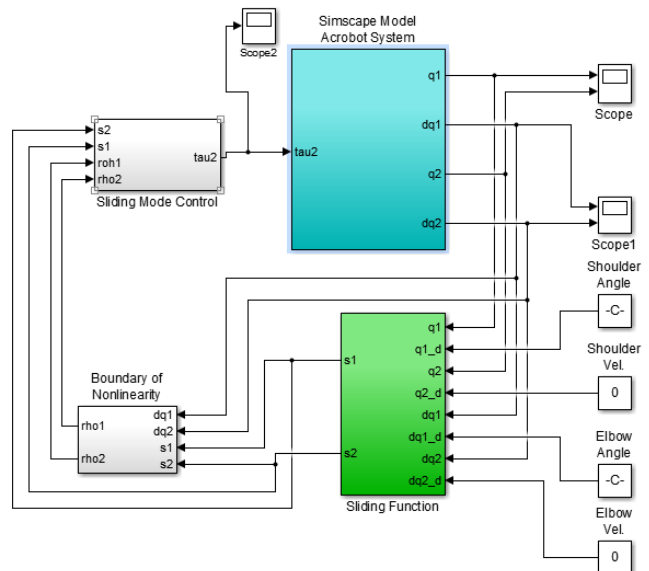 Simscape Model
Acrobot System
Scope2
q1
dq1
tau2
q2
dq2
Scope
Scope1
s2
s1
roh1
rho2
tau2
Sliding Mode Control
Shoulder
Angle
-C-
Shoulder
Vel.
0
Elbow
Angle
-C-
Elbow
Vel.
0
q1
q1_d
s1
q2
q2_d
dq1
dq1_d
s2
dq2
dq2_d
Sliding Function
Boundary of
Nonlinearity
dq1
rho1
dq2
s1
rho2
s2